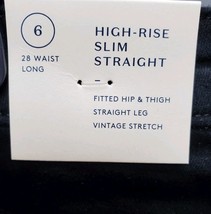 6
28 WAIST
LONG
HIGH-RISE
SLIM
STRAIGHT
–
FITTED HIP & THIGH
STRAIGHT LEG
VINTAGE STRETCH